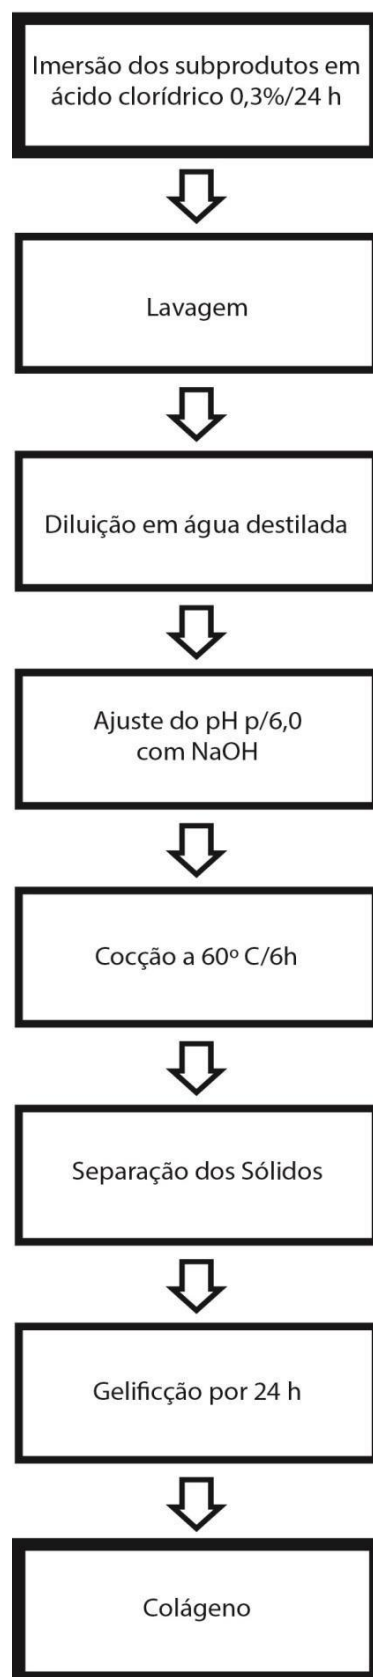 Imersão dos subprodutos em
ácido clorídrico 0,3%/24 h
Lavagem
Diluição em água destilada
Ajuste do pH p/6,0
com NaOH
Cocção a 60º C/6h
Separação dos Sólidos
Gelificção por 24 h
Colágeno